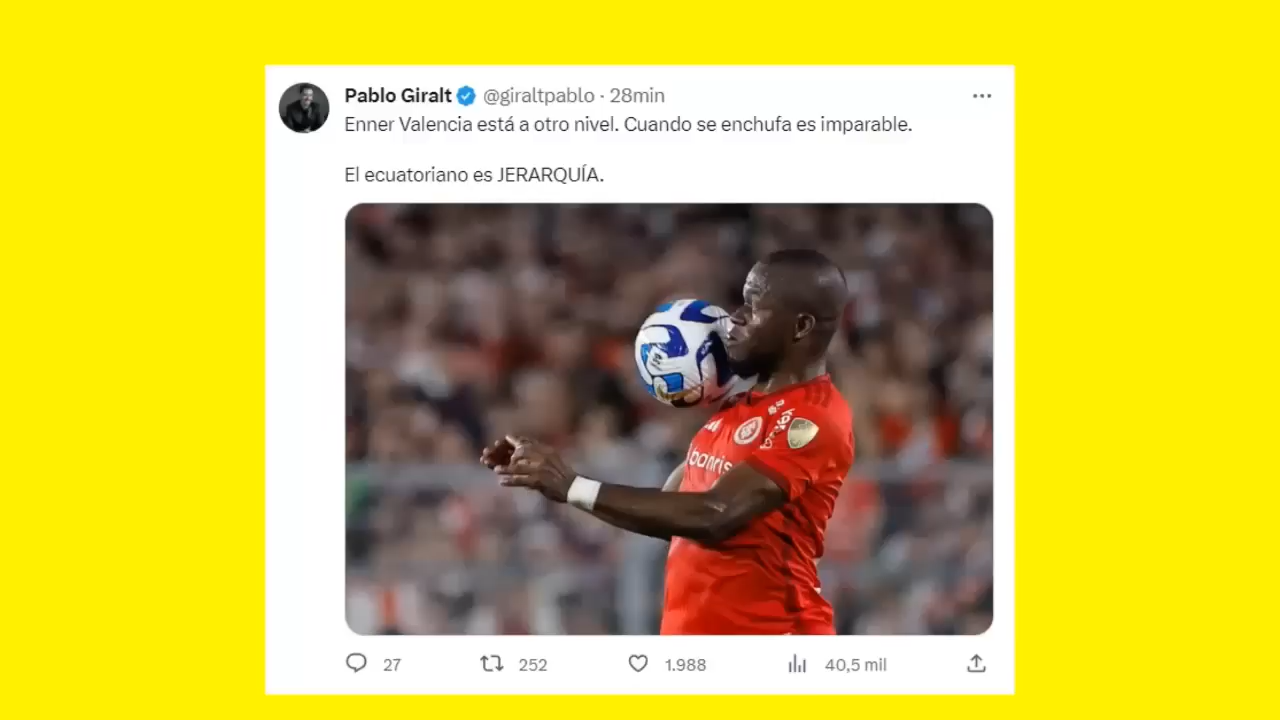 Pablo Giralt @giraltpablo · 28min
Enner Valencia está a otro nivel. Cuando se enchufa es imparable.
El ecuatoriano es JERARQUÍA.
banris
27 252 1.988 40,5 mil